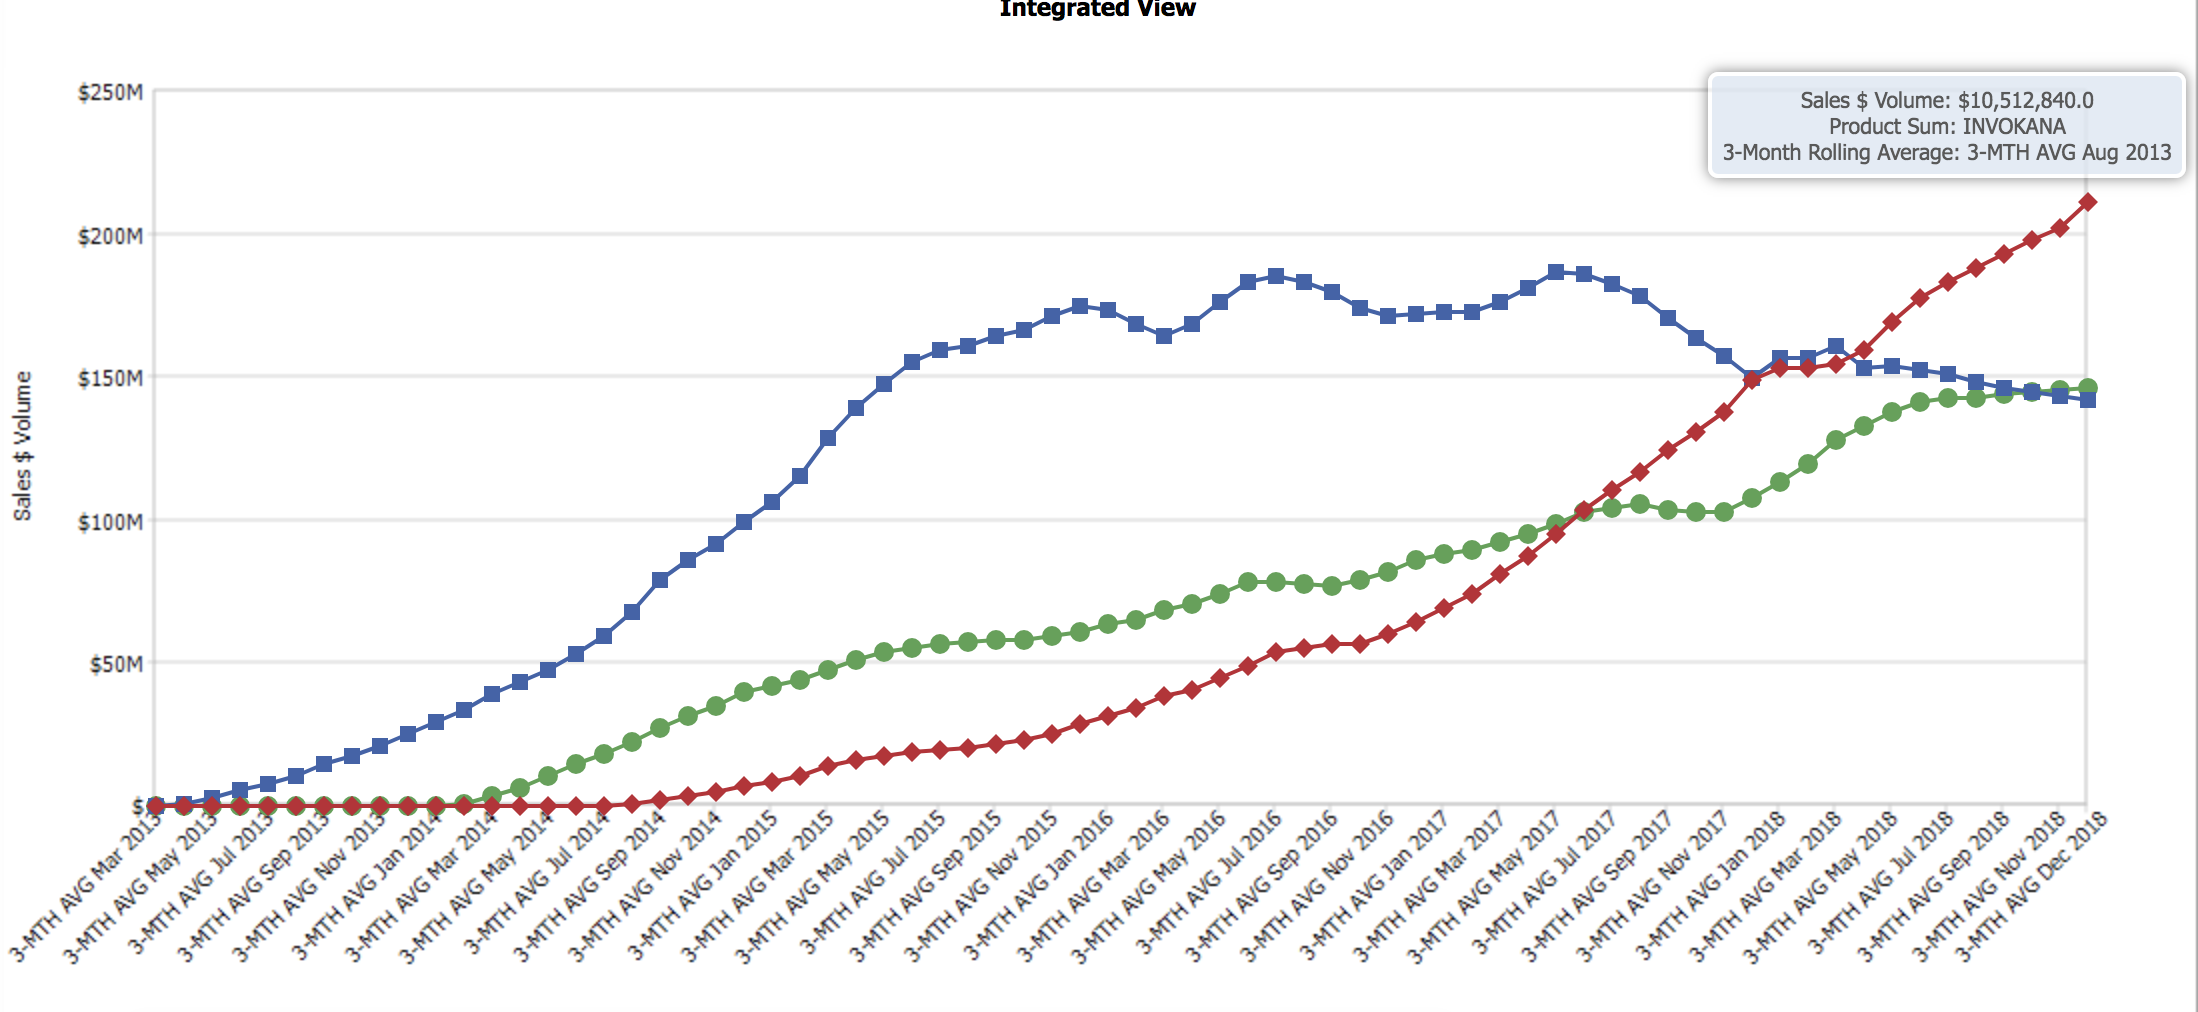 Integrated View
$250M
Sales $ Volume: $10,512,840.0
Product Sum: INVOKANA
3-Month Rolling Average: 3-MTH AVG Aug 2013
$200M
$150M
Sales $ Volume
$100M
$50M
$
3-MTH AVG Mar 2013
3-MTH AVG May 2013
3-MTH AVG Jul 2013
3-MTH AVG Sep 2013
3-MTH AVG Nov 2013
3-MTH AVG Jan 2014
3-MTH AVG Mar 2014
3-MTH AVG May 2014
3-MTH AVG Jul 2014
3-MTH AVG Sep 2014
3-MTH AVG Nov 2014
3-MTH AVG Jan 2015
3-MTH AVG Mar 2015
3-MTH AVG May 2015
3-MTH AVG Jul 2015
3-MTH AVG Sep 2015
3-MTH AVG Nov 2015
3-MTH AVG Jan 2016
3-MTH AVG Mar 2016
3-MTH AVG May 2016
3-MTH AVG Jul 2016
3-MTH AVG Sep 2016
3-MTH AVG Nov 2016
3-MTH AVG Jan 2017
3-MTH AVG Mar 2017
3-MTH AVG May 2017
3-MTH AVG Jul 2017
3-MTH AVG Sep 2017
3-MTH AVG Nov 2017
3-MTH AVG Jan 2018
3-MTH AVG Mar 2018
3-MTH AVG May 2018
3-MTH AVG Jul 2018
3-MTH AVG Sep 2018
3-MTH AVG Nov 2018
3-MTH AVG Dec 2018